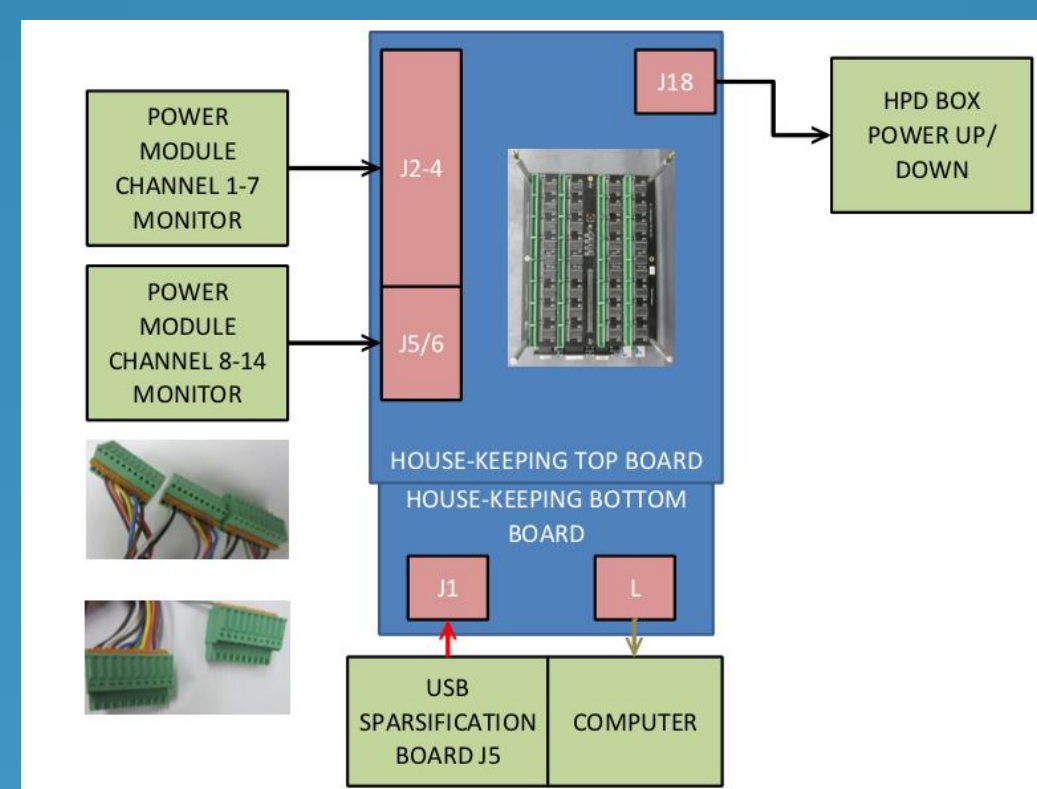 POWER
MODULE
CHANNEL 1-7
MONITOR
J2-4
J18
HPD BOX
POWER UP/
DOWN
POWER
MODULE
CHANNEL 8-14
MONITOR
J5/6
HOUSE-KEEPING TOP BOARD
HOUSE-KEEPING BOTTOM
BOARD
J1
L
USB
SPARSIFICATION
BOARD J5
COMPUTER